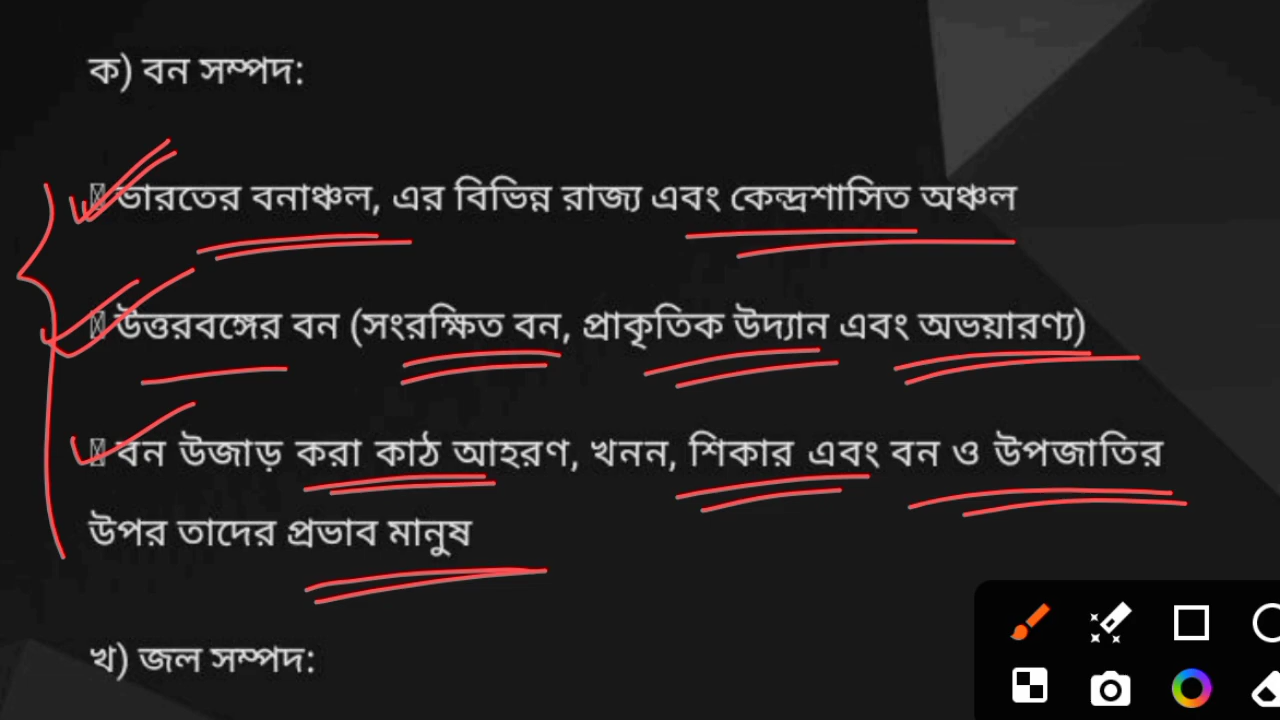 ক) বন সম্পদ:
ভারতের বনাঞ্চল, এর বিভিন্ন রাজ্য এবং কেন্দ্রশাসিত অঞ্চল
উত্তরবঙ্গের বন (সংরক্ষিত বন, প্রাকৃতিক উদ্যান এবং অভয়ারণ্য)
বন উজাড় করা কাঠ আহরণ, খনন, শিকার এবং বন ও উপজাতির
উপর তাদের প্রভাব মানুষ
খ) জল সম্পদ: